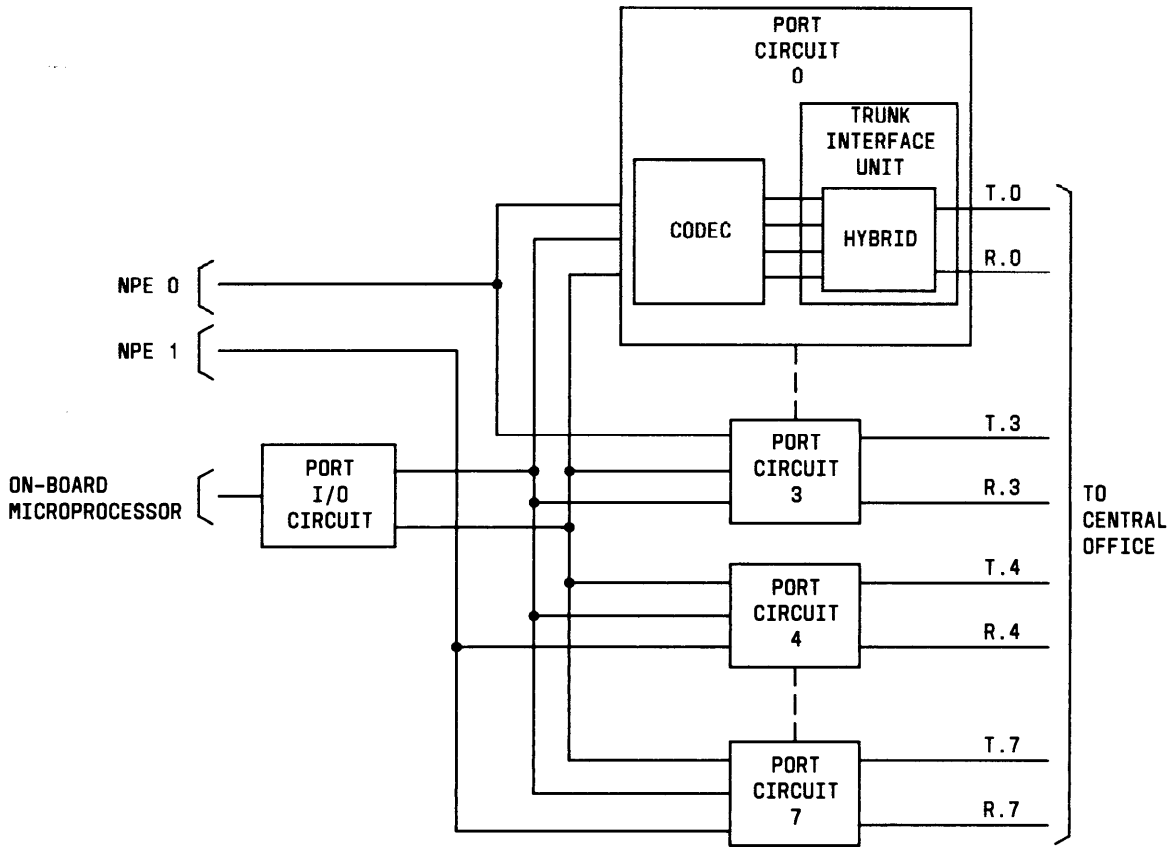 PORT
CIRCUIT
0
TRUNK
INTERFACE
UNIT
CODEC
HYBRID
T.0
R.0
NPE 0
NPE 1
PORT
CIRCUIT
3
T.3
R.3
ON-BOARD
MICROPROCESSOR
PORT
I/O
CIRCUIT
TO
CENTRAL
OFFICE
PORT
CIRCUIT
4
T.4
R.4
PORT
CIRCUIT
7
T.7
R.7